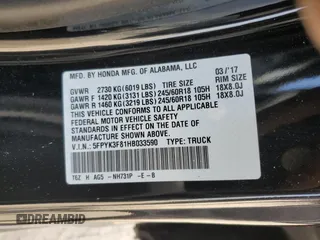 MFD. BY HONDA MFG. OF ALABAMA, LLC 03/'17
GVWR 2730 KG(6019 LBS) TIRE SIZE RIM SIZE
GAWR F 1420 KG(3131 LBS)245/60R18 105H 18X8.0J
GAWR R 1460 KG(3219 LBS)245/60R18 105H 18X8.0J
THIS VEHICLE CONFORMS TO ALL APPLICABLE
FEDERAL MOTOR VEHICLE SAFETY STANDARDS
IN EFFECT ON THE DATE OF MANUFACTURE
SHOWN ABOVE.
V.I.N.: 5FPYK3F81HB033590 TYPE: TRUCK
H AG5 -NH731P -E-B
DREAMBID